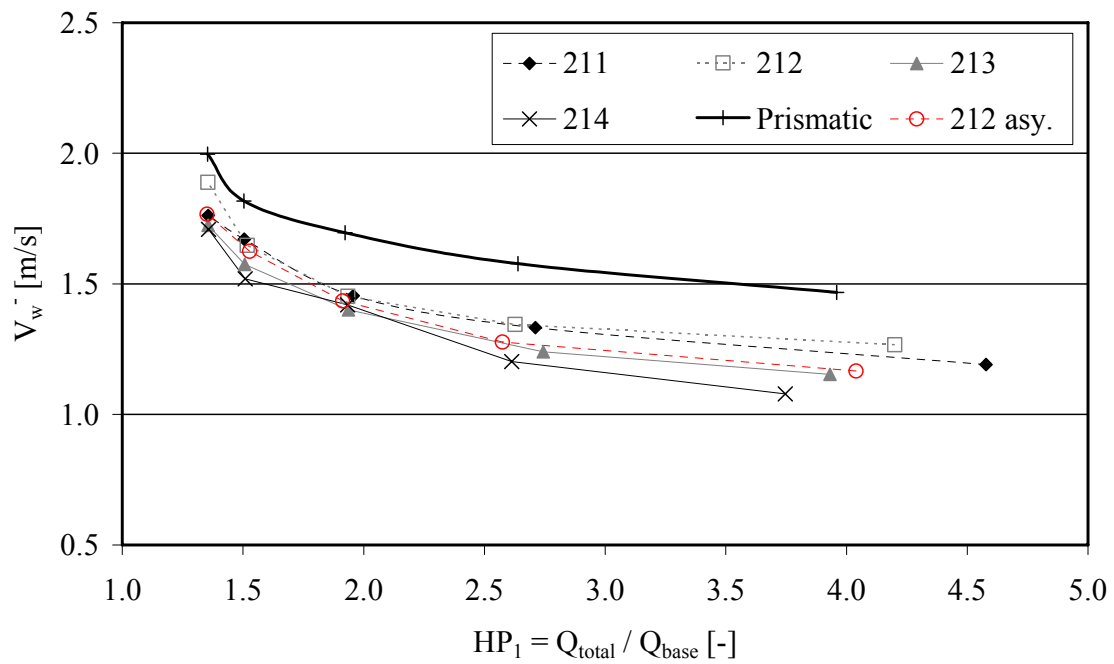 2.5
211 212 213
214 Prismatic 212 asy.
2.0
V_w^- [m/s]
1.5
1.0
0.5
1.0 1.5 2.0 2.5 3.0 3.5 4.0 4.5 5.0
HP_1 = Q_total / Q_base [-]